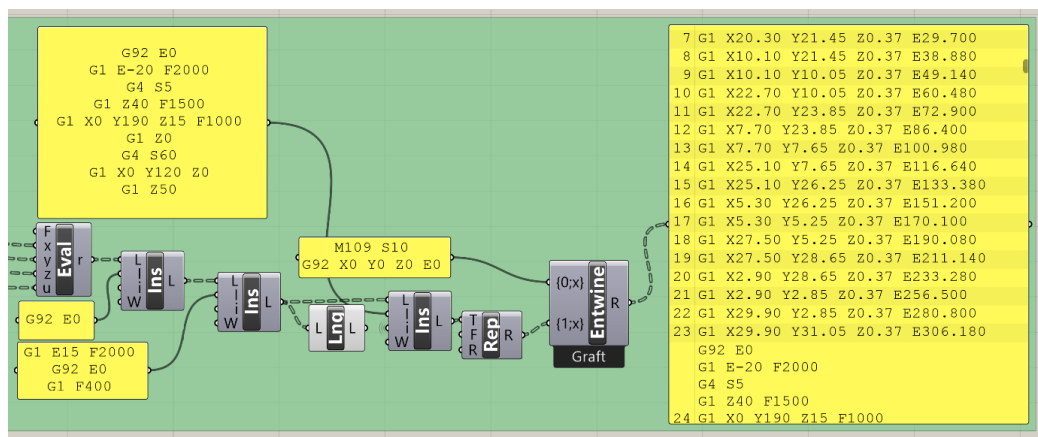 G92 E0
G1 E-20 F2000
G4 S5
G1 Z40 F1500
G1 X0 Y190 Z15 F1000
G1 Z0
G4 S60
G1 X0 Y120 Z0
G1 Z50
F
x
y
z
u
Eval
r
L
i
i
W
Ins
L
G92 E0
G1 E15 F2000
G92 E0
G1 F400
L
i
i
W
Ins
L
M109 S10
G92 X0 Y0 Z0 E0
L
Lng
L
L
i
i
W
Ins
L
T
F
R
Rep
R
{0;x}
{1;x}
Entwine
R
Graft
7 G1 X20.30 Y21.45 Z0.37 E29.700
8 G1 X10.10 Y21.45 Z0.37 E38.880
9 G1 X10.10 Y10.05 Z0.37 E49.140
10 G1 X22.70 Y10.05 Z0.37 E60.480
11 G1 X22.70 Y23.85 Z0.37 E72.900
12 G1 X7.70 Y23.85 Z0.37 E86.400
13 G1 X7.70 Y7.65 Z0.37 E100.980
14 G1 X25.10 Y7.65 Z0.37 E116.640
15 G1 X25.10 Y26.25 Z0.37 E133.380
16 G1 X5.30 Y26.25 Z0.37 E151.200
17 G1 X5.30 Y5.25 Z0.37 E170.100
18 G1 X27.50 Y5.25 Z0.37 E190.080
19 G1 X27.50 Y28.65 Z0.37 E211.140
20 G1 X2.90 Y28.65 Z0.37 E233.280
21 G1 X2.90 Y2.85 Z0.37 E256.500
22 G1 X29.90 Y2.85 Z0.37 E280.800
23 G1 X29.90 Y31.05 Z0.37 E306.180
G92 E0
G1 E-20 F2000
G4 S5
G1 Z40 F1500
24 G1 X0 Y190 Z15 F1000